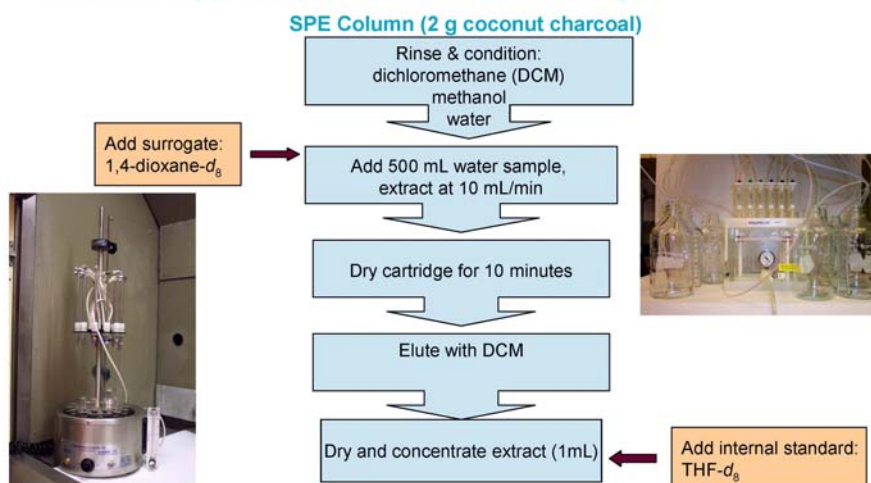 SPE Column (2 g coconut charcoal)
Rinse & condition:
dichloromethane (DCM)
methanol
water
Add surrogate:
1,4-dioxane-d8
Add 500 mL water sample,
extract at 10 mL/min
Dry cartridge for 10 minutes
Elute with DCM
Dry and concentrate extract (1mL)
Add internal standard:
THF-d8